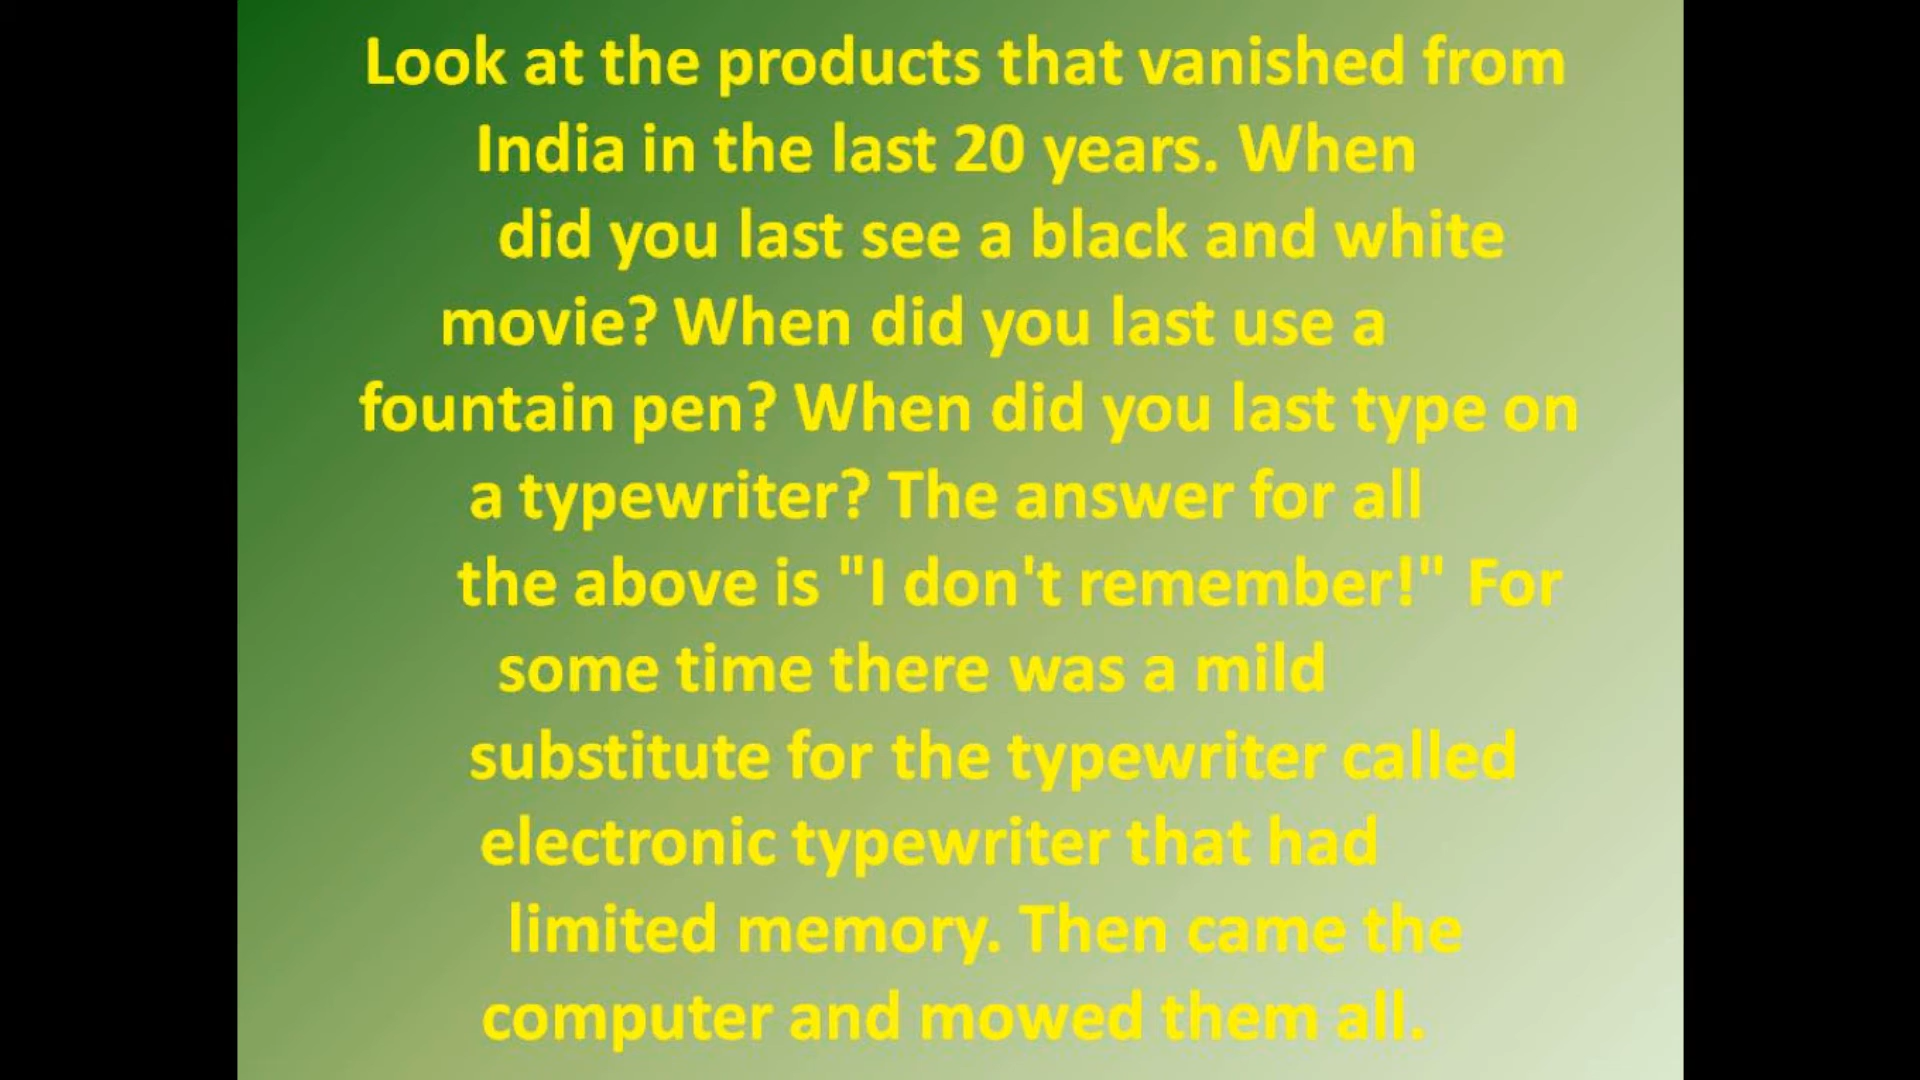 Look at the products that vanished from
India in the last 20 years. When
did you last see a black and white
movie? When did you last use a
fountain pen? When did you last type on
a typewriter? The answer for all
the above is "I don't remember!" For
some time there was a mild
substitute for the typewriter called
electronic typewriter that had
limited memory. Then came the
computer and mowed them all.